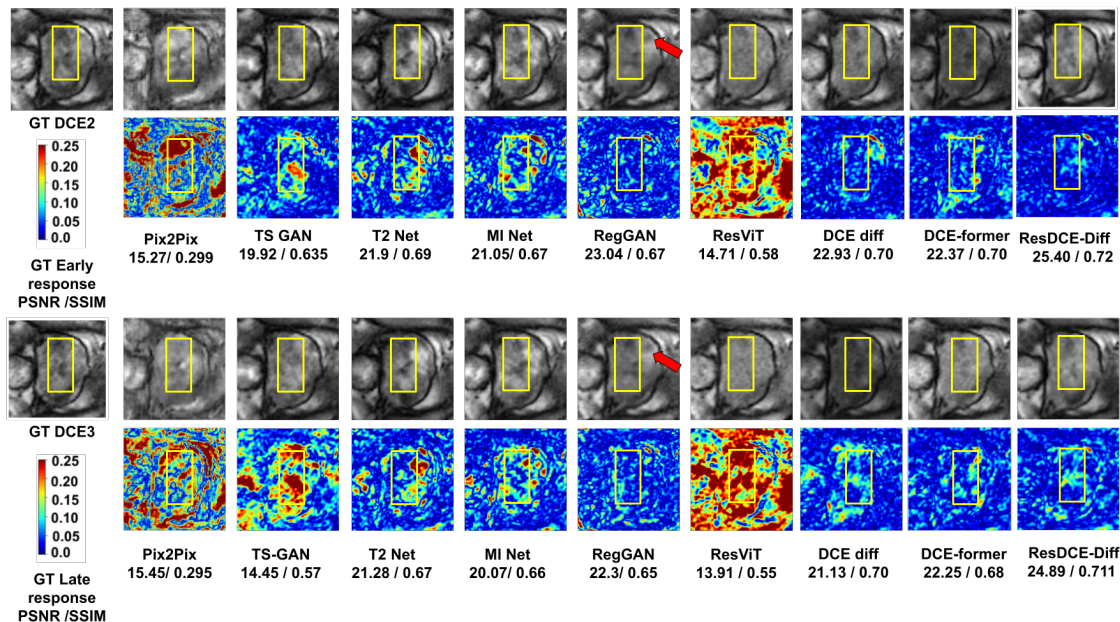 GT DCE2
0.25
0.20
0.15
0.10
0.05
0.0
GT Early
response
PSNR /SSIM
Pix2Pix
15.27/ 0.299
TS GAN
19.92 / 0.635
T2 Net
21.9 / 0.69
MI Net
21.05/ 0.67
RegGAN
23.04 / 0.67
ResViT
14.71 / 0.58
DCE diff
22.93 / 0.70
DCE-former
22.37 / 0.70
ResDCE-Diff
25.40 / 0.72
GT DCE3
0.25
0.20
0.15
0.10
0.05
0.0
GT Late
response
PSNR /SSIM
Pix2Pix
15.45/ 0.295
TS-GAN
14.45 / 0.57
T2 Net
21.28 / 0.67
MI Net
20.07/ 0.66
RegGAN
22.3/ 0.65
ResViT
13.91 / 0.55
DCE diff
21.13 / 0.70
DCE-former
22.25 / 0.68
ResDCE-Diff
24.89 / 0.711